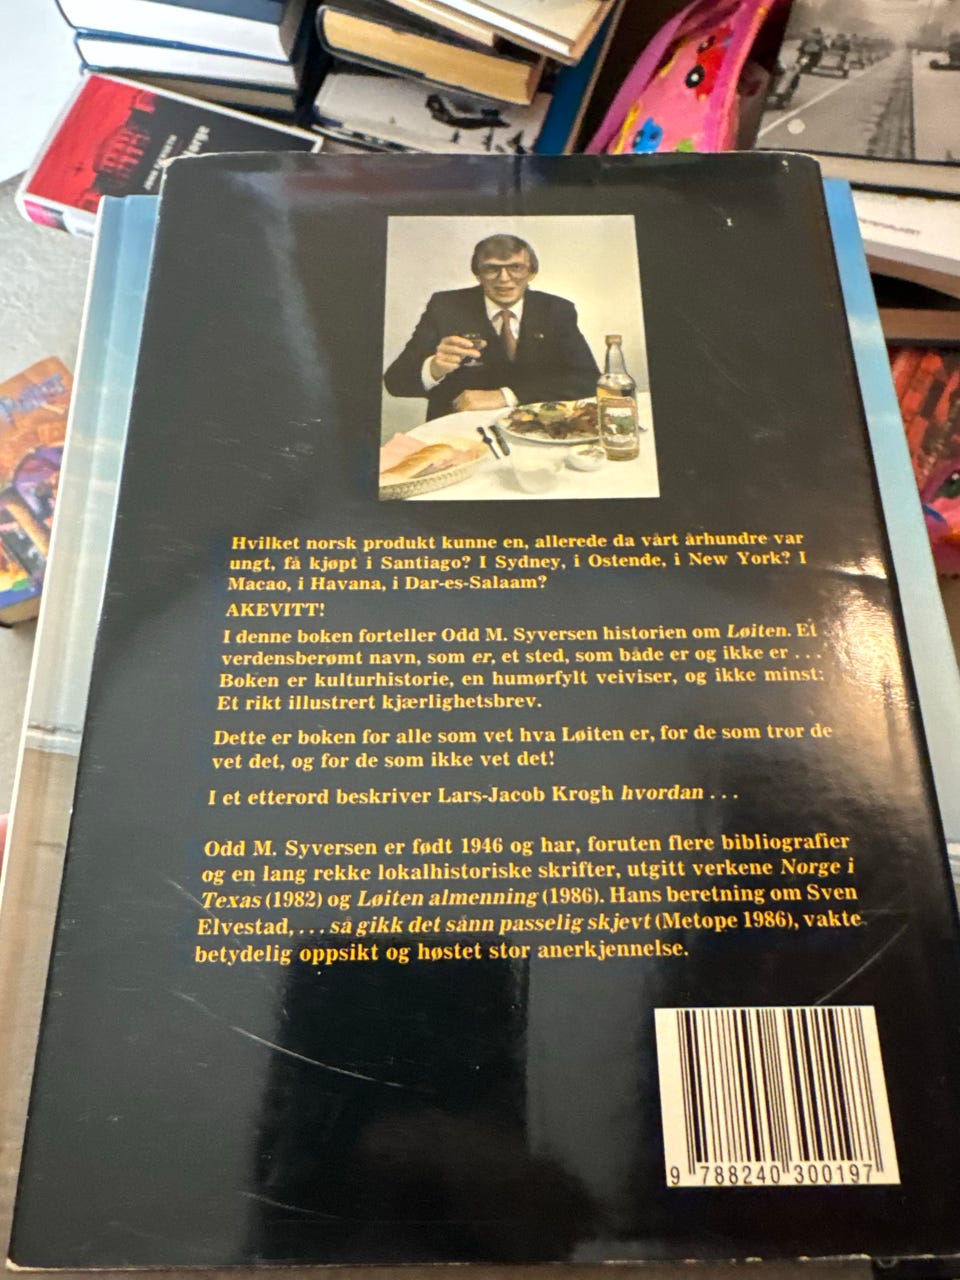 Hvilket norsk produkt kunne en, allerede da vårt århundre var
ungt, få kjøpt i Santiago? I Sydney, i Ostende, i New York? I
Macao, i Havana, i Dar-es-Salaam?
AKEVITT!
I denne boken forteller Odd M. Syversen historien om Løiten. Et
verdensberømt navn, som er, et sted, som både er og ikke er . . .
Boken er kulturhistorie, en humørfylt veiviser, og ikke minst:
Et rikt illustrert kjærlighetsbrev.
Dette er boken for alle som vet hva Løiten er, for de som tror de
vet det, og for de som ikke vet det!
I et etterord beskriver Lars-Jacob Krogh hvordan . . .
Odd M. Syversen er født 1946 og har, foruten flere bibliografier
og en lang rekke lokalhistoriske skrifter, utgitt verkene Norge i
Texas (1982) og Løiten almenning (1986). Hans beretning om Sven
Elvestad, . . . så gikk det sånn passelig skjevt (Metope 1986), vakte
betydelig oppsikt og høstet stor anerkjennelse.
9 788240 300197